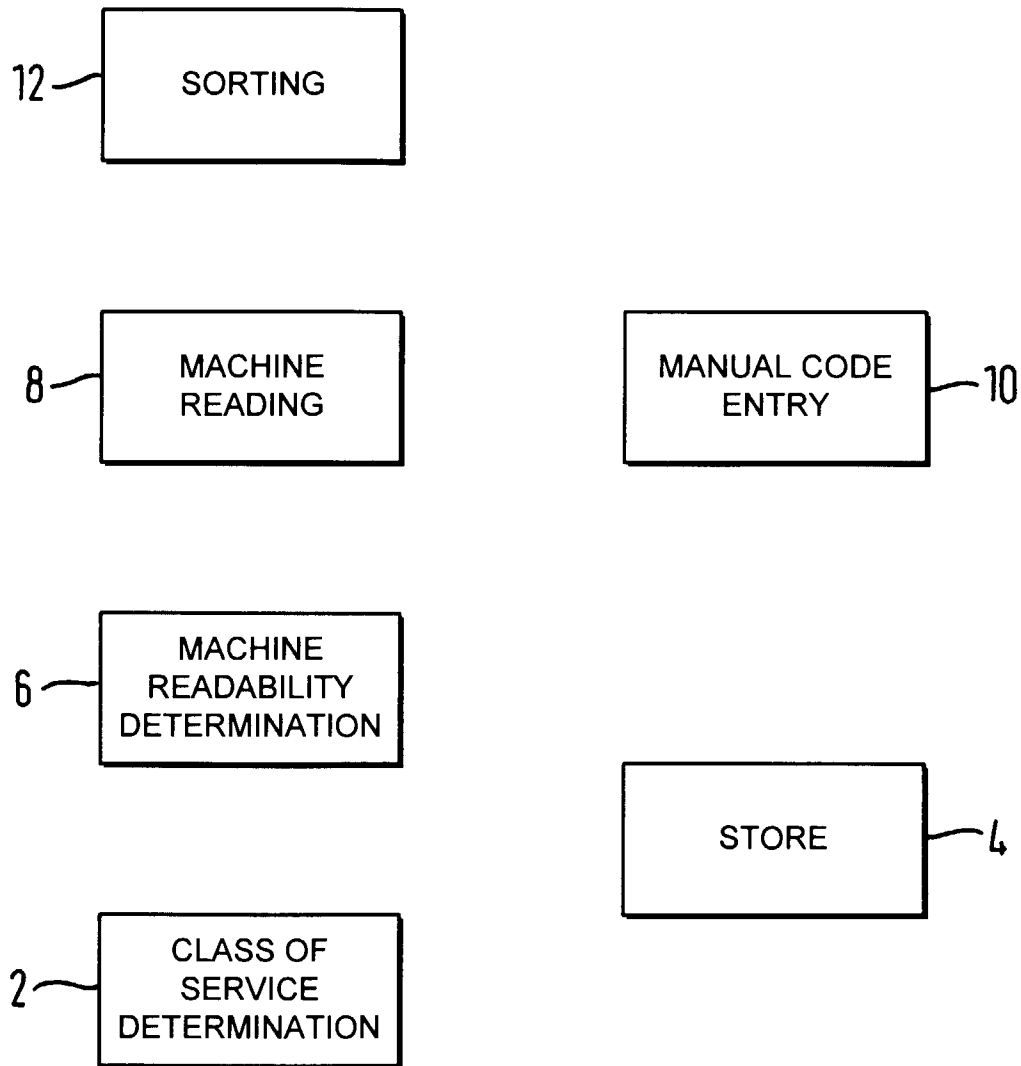 12
SORTING
8
MACHINE
READING
MANUAL CODE
ENTRY
10
6
MACHINE
READABILITY
DETERMINATION
STORE
4
2
CLASS OF
SERVICE
DETERMINATION